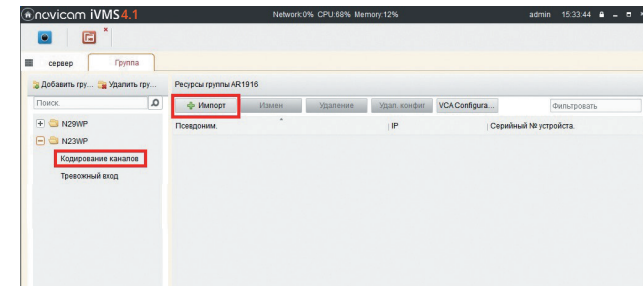 novicam iVMS4.1 Network:0% CPU:68% Memory:12% admin 15:33:44
сервер Группа
Добавить гру... Удалить гру... Ресурсы группы AR1916
Поиск. Импорт Измен Удаление Удал. конфиг VCA Configura... Фильтровать
N29WP Псевдоним. IP Серийный № устройства.
N23WP
Кодирование каналов
Тревожный вход